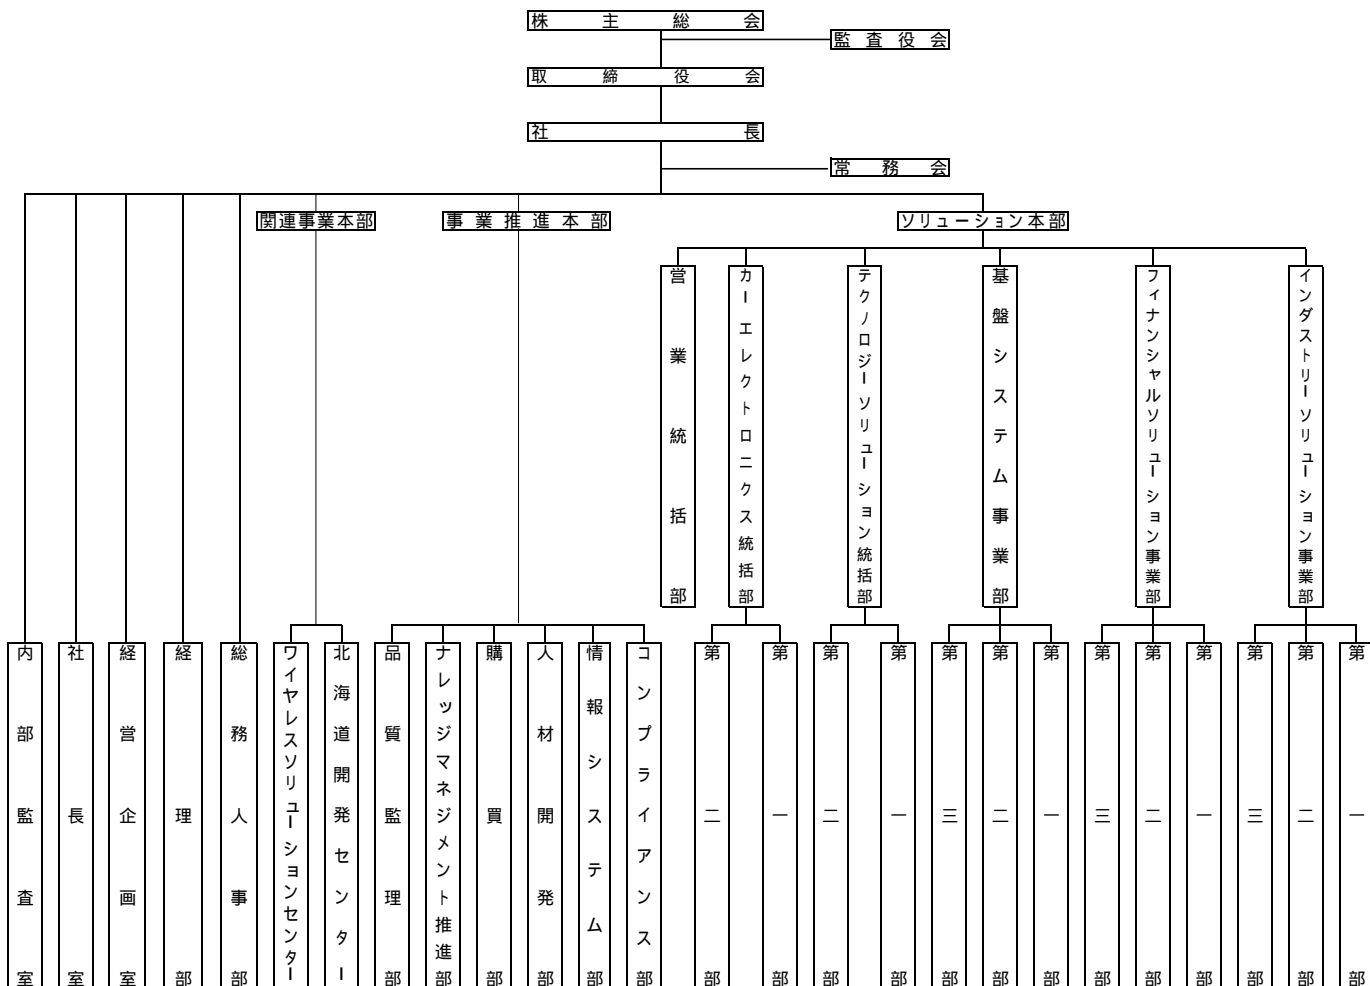 株主総会
監査役会
取締役会
社長
常務会
関連事業本部
事業推進本部
ソリューション本部
営業統括部
カーエレクトロニクス統括部
テクノロジーソリューション統括部
基盤システム事業部
フィナンシャルソリューション事業部
インダストリーソリューション事業部
内部監査室
社長室
経営企画室
経理部
総務人事部
ワイヤレスソリューションセンター
北海道開発センター
品質監理部
ナレッジマネジメント推進部
購買部
人材開発部
情報システム部
コンプライアンス部
第二部
第一部
第二部
第一部
第三部
第二部
第一部
第三部
第二部
第一部
第三部
第二部
第一部